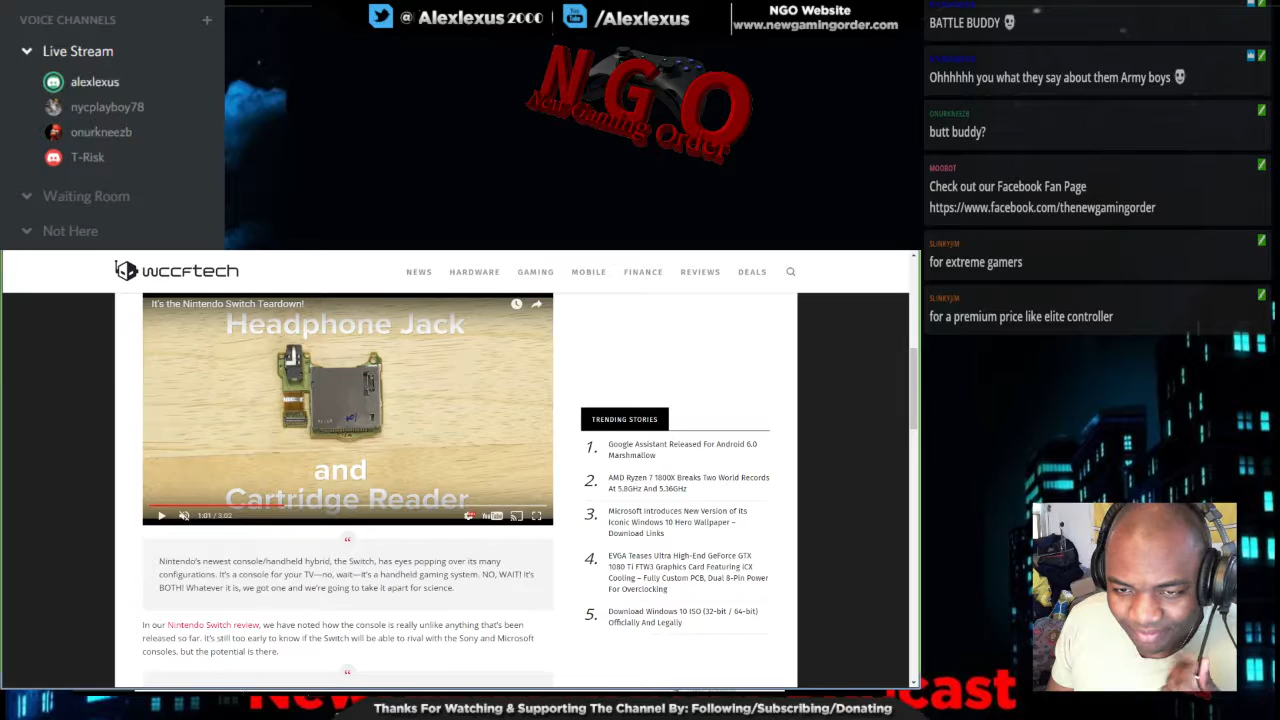 VOICE CHANNELS
Live Stream
alexlexus
nycplayboy78
onurkneezb
T-Risk
Waiting Room
Not Here
@ Alexlexus 2000
You Tube
/Alexlexus
NGO Website
www.newgamingorder.com
NGO
New Gaming Order
BATTLE BUDDY
Ohhhhhh you what they say about them Army boys
ONURKNEEZB
butt buddy?
MOOBOT
Check out our Facebook Fan Page
https://www.facebook.com/thenewgamingorder
SLINKYJIM
for extreme gamers
SLINKYJIM
for a premium price like elite controller
wccftech
NEWS
HARDWARE
GAMING
MOBILE
FINANCE
REVIEWS
DEALS
It's the Nintendo Switch Teardown!
Headphone Jack
and
Cartridge Reader
1:01 / 3:02
Nintendo's newest console/handheld hybrid, the Switch, has eyes popping over its many
configurations. It's a console for your TV—no, wait—it's a handheld gaming system. NO, WAIT! It's
BOTH! Whatever it is, we got one and we're going to take it apart for science.
In our Nintendo Switch review, we have noted how the console is really unlike anything that's been
released so far. It's still too early to know if the Switch will be able to rival with the Sony and Microsoft
consoles, but the potential is there.
TRENDING STORIES
1. Google Assistant Released For Android 6.0
Marshmallow
2. AMD Ryzen 7 1800X Breaks Two World Records
At 5.8GHz And 5.36GHz
3. Microsoft Introduces New Version of its
Iconic Windows 10 Hero Wallpaper –
Download Links
4. EVGA Teases Ultra High-End GeForce GTX
1080 Ti FTW3 Graphics Card Featuring iCX
Cooling – Fully Custom PCB, Dual 8-Pin Power
For Overclocking
5. Download Windows 10 ISO (32-bit / 64-bit)
Officially And Legally
Thanks For Watching & Supporting The Channel By: Following/Subscribing/Donating